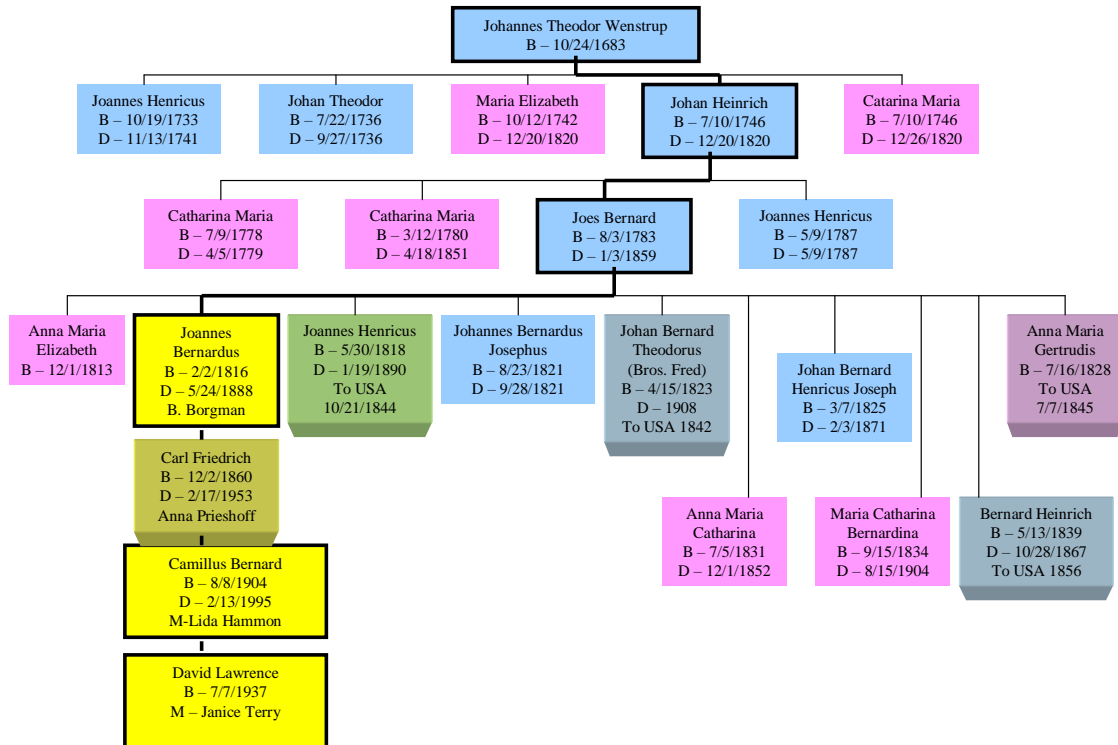 Johannes Theodor Wenstrup
B – 10/24/1683
Joannes Henricus
B – 10/19/1733
D – 11/13/1741
Johan Theodor
B – 7/22/1736
D – 9/27/1736
Maria Elizabeth
B – 10/12/1742
D – 12/20/1820
Johan Heinrich
B – 7/10/1746
D – 12/20/1820
Catarina Maria
B – 7/10/1746
D – 12/26/1820
Catharina Maria
B – 7/9/1778
D – 4/5/1779
Catharina Maria
B – 3/12/1780
D – 4/18/1851
Joes Bernard
B – 8/3/1783
D – 1/3/1859
Joannes Henricus
B – 5/9/1787
D – 5/9/1787
Anna Maria
Elizabeth
B – 12/1/1813
Joannes
Bernardus
B – 2/2/1816
D – 5/24/1888
B. Borgman
Joannes Henricus
B – 5/30/1818
D – 1/19/1890
To USA
10/21/1844
Johannes Bernardus
Josephus
B – 8/23/1821
D – 9/28/1821
Johan Bernard
Theodorus
(Bros. Fred)
B – 4/15/1823
D – 1908
To USA 1842
Johan Bernard
Henricus Joseph
B – 3/7/1825
D – 2/3/1871
Anna Maria
Gertrudis
B – 7/16/1828
To USA
7/7/1845
Carl Friedrich
B – 12/2/1860
D – 2/17/1953
Anna Prieshoff
Anna Maria
Catharina
B – 7/5/1831
D – 12/1/1852
Maria Catharina
Bernardina
B – 9/15/1834
D – 8/15/1904
Bernard Heinrich
B – 5/13/1839
D – 10/28/1867
To USA 1856
Camillus Bernard
B – 8/8/1904
D – 2/13/1995
M-Lida Hammon
David Lawrence
B – 7/7/1937
M – Janice Terry